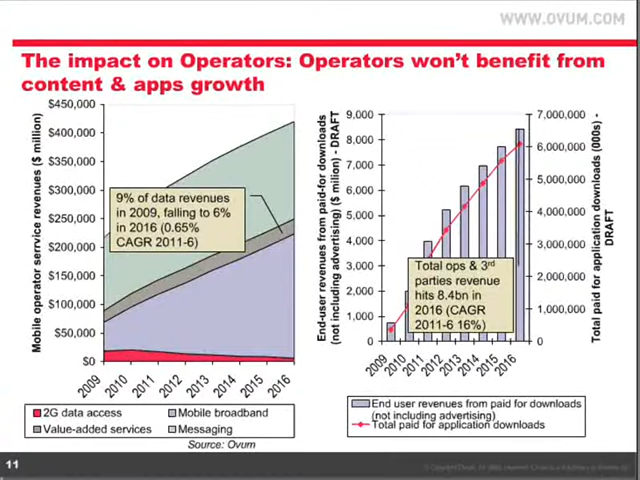 WWW.OVUM.COM
The impact on Operators: Operators won't benefit from
content & apps growth
Mobile operator serrvice revenues ($ million)
$450,000
$400,000
$350,000
$300,000
$250,000
$200,000
$150,000
$100,000
$50,000
$0
9% of data revenues
in 2009, falling to 6%
in 2016 (0.65%
CAGR 2011-6)
2009
2010
2011
2012
2013
2014
2015
2016
2G data access
Mobile broadband
Value-added services
Messaging
Source: Ovum
End-user revenues from paid-for downloads
(not including advertising) ($ milion) - DRAFT
9,000
8,000
7,000
6,000
5,000
4,000
3,000
2,000
1,000
0
Total ops & 3rd
parties revenue
hits 8.4bn in
2016 (CAGR
2011-6 16%)
7,000,000
6,000,000
5,000,000
4,000,000
3,000,000
2,000,000
1,000,000
0
Total paid for application downloads (000s) -
DRAFT
2009
2010
2011
2012
2013
2014
2015
2016
End user revenues from paid for downloads
(not including advertising)
Total paid for application downloads
11